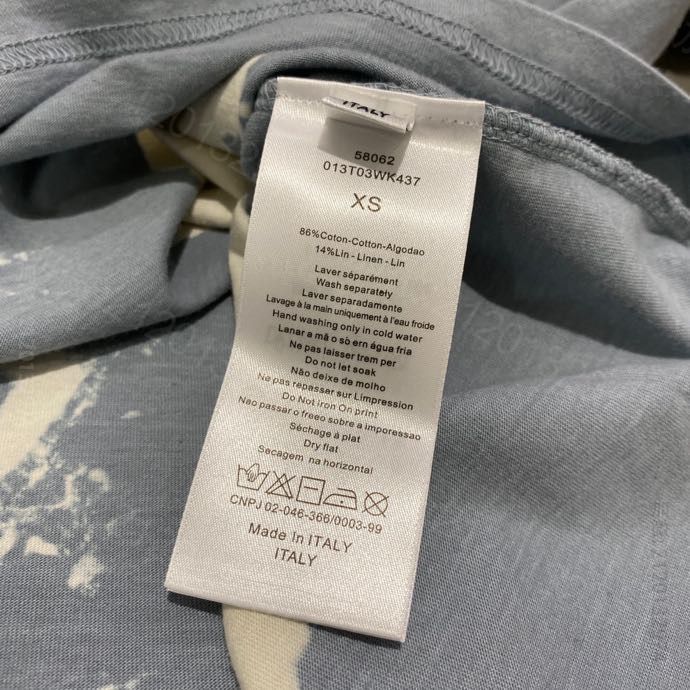 ITALY
58062
013T03WK437
XS
86%Coton-Cotton-Algodao
14%Lin - Linen - Lin
Laver séparément
Wash separately
Laver separadamente
Lavage à la main uniquement à l'eau froide
Hand washing only in cold water
Lanar a mã o só ern água fria
Ne pas laisser trem per
Do not let soak
Não deixe de molho
Ne pas repasser sur Limpression
Do Not iron On print
Nao passor o freeo sobre a impressao
Séchage à plat
Dry flat
Secagem na horizontal
CNPJ 02-046-366/0003-99
Made In ITALY
ITALY